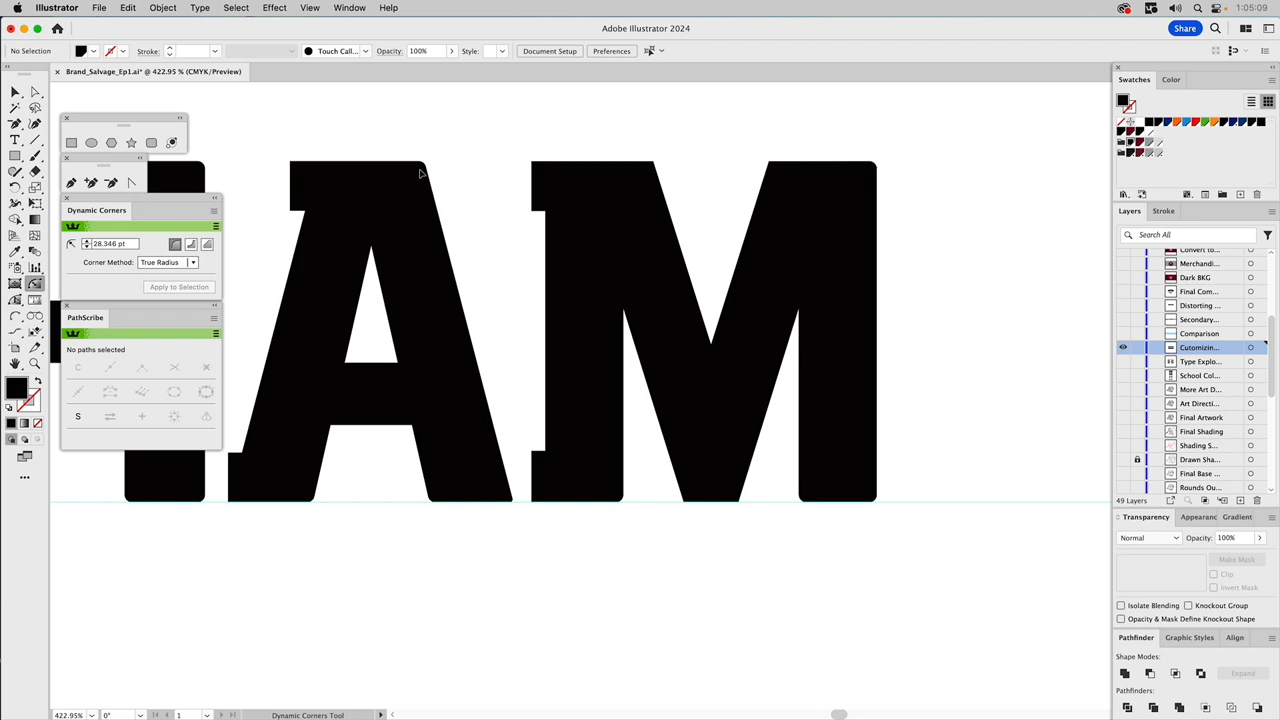 Illustrator File Edit Object Type Select Effect View Window Help 1:05:09
Adobe Illustrator 2024
Share
No Selection Stroke: Touch Call... Opacity: 100% Style: Document Setup Preferences
× Brand_Salvage_Ep1.ai* @ 422.95 % (CMYK/Preview)
Swatches Color
Dynamic Corners
28.346 pt
Corner Method: True Radius
Apply to Selection
PathScribe
No paths selected
C
S
AM
Layers Stroke
Search All
Convert to...
Merchandi...
Dark BKG
Final Com...
Distorting ...
Secondary...
Comparison
Cutomizin...
Type Explo...
School Col...
More Art D...
Art Directi...
Final Artwork
Final Shading
Shading S...
Drawn Sha...
Final Base ...
Rounds Ou...
49 Layers
Transparency Appearanc Gradient
Normal Opacity: 100%
Make Mask
Clip
Invert Mask
Isolate Blending Knockout Group
Opacity & Mask Define Knockout Shape
Pathfinder Graphic Styles Align
Shape Modes:
Expand
Pathfinders:
422.95% 0° 1 Dynamic Corners Tool